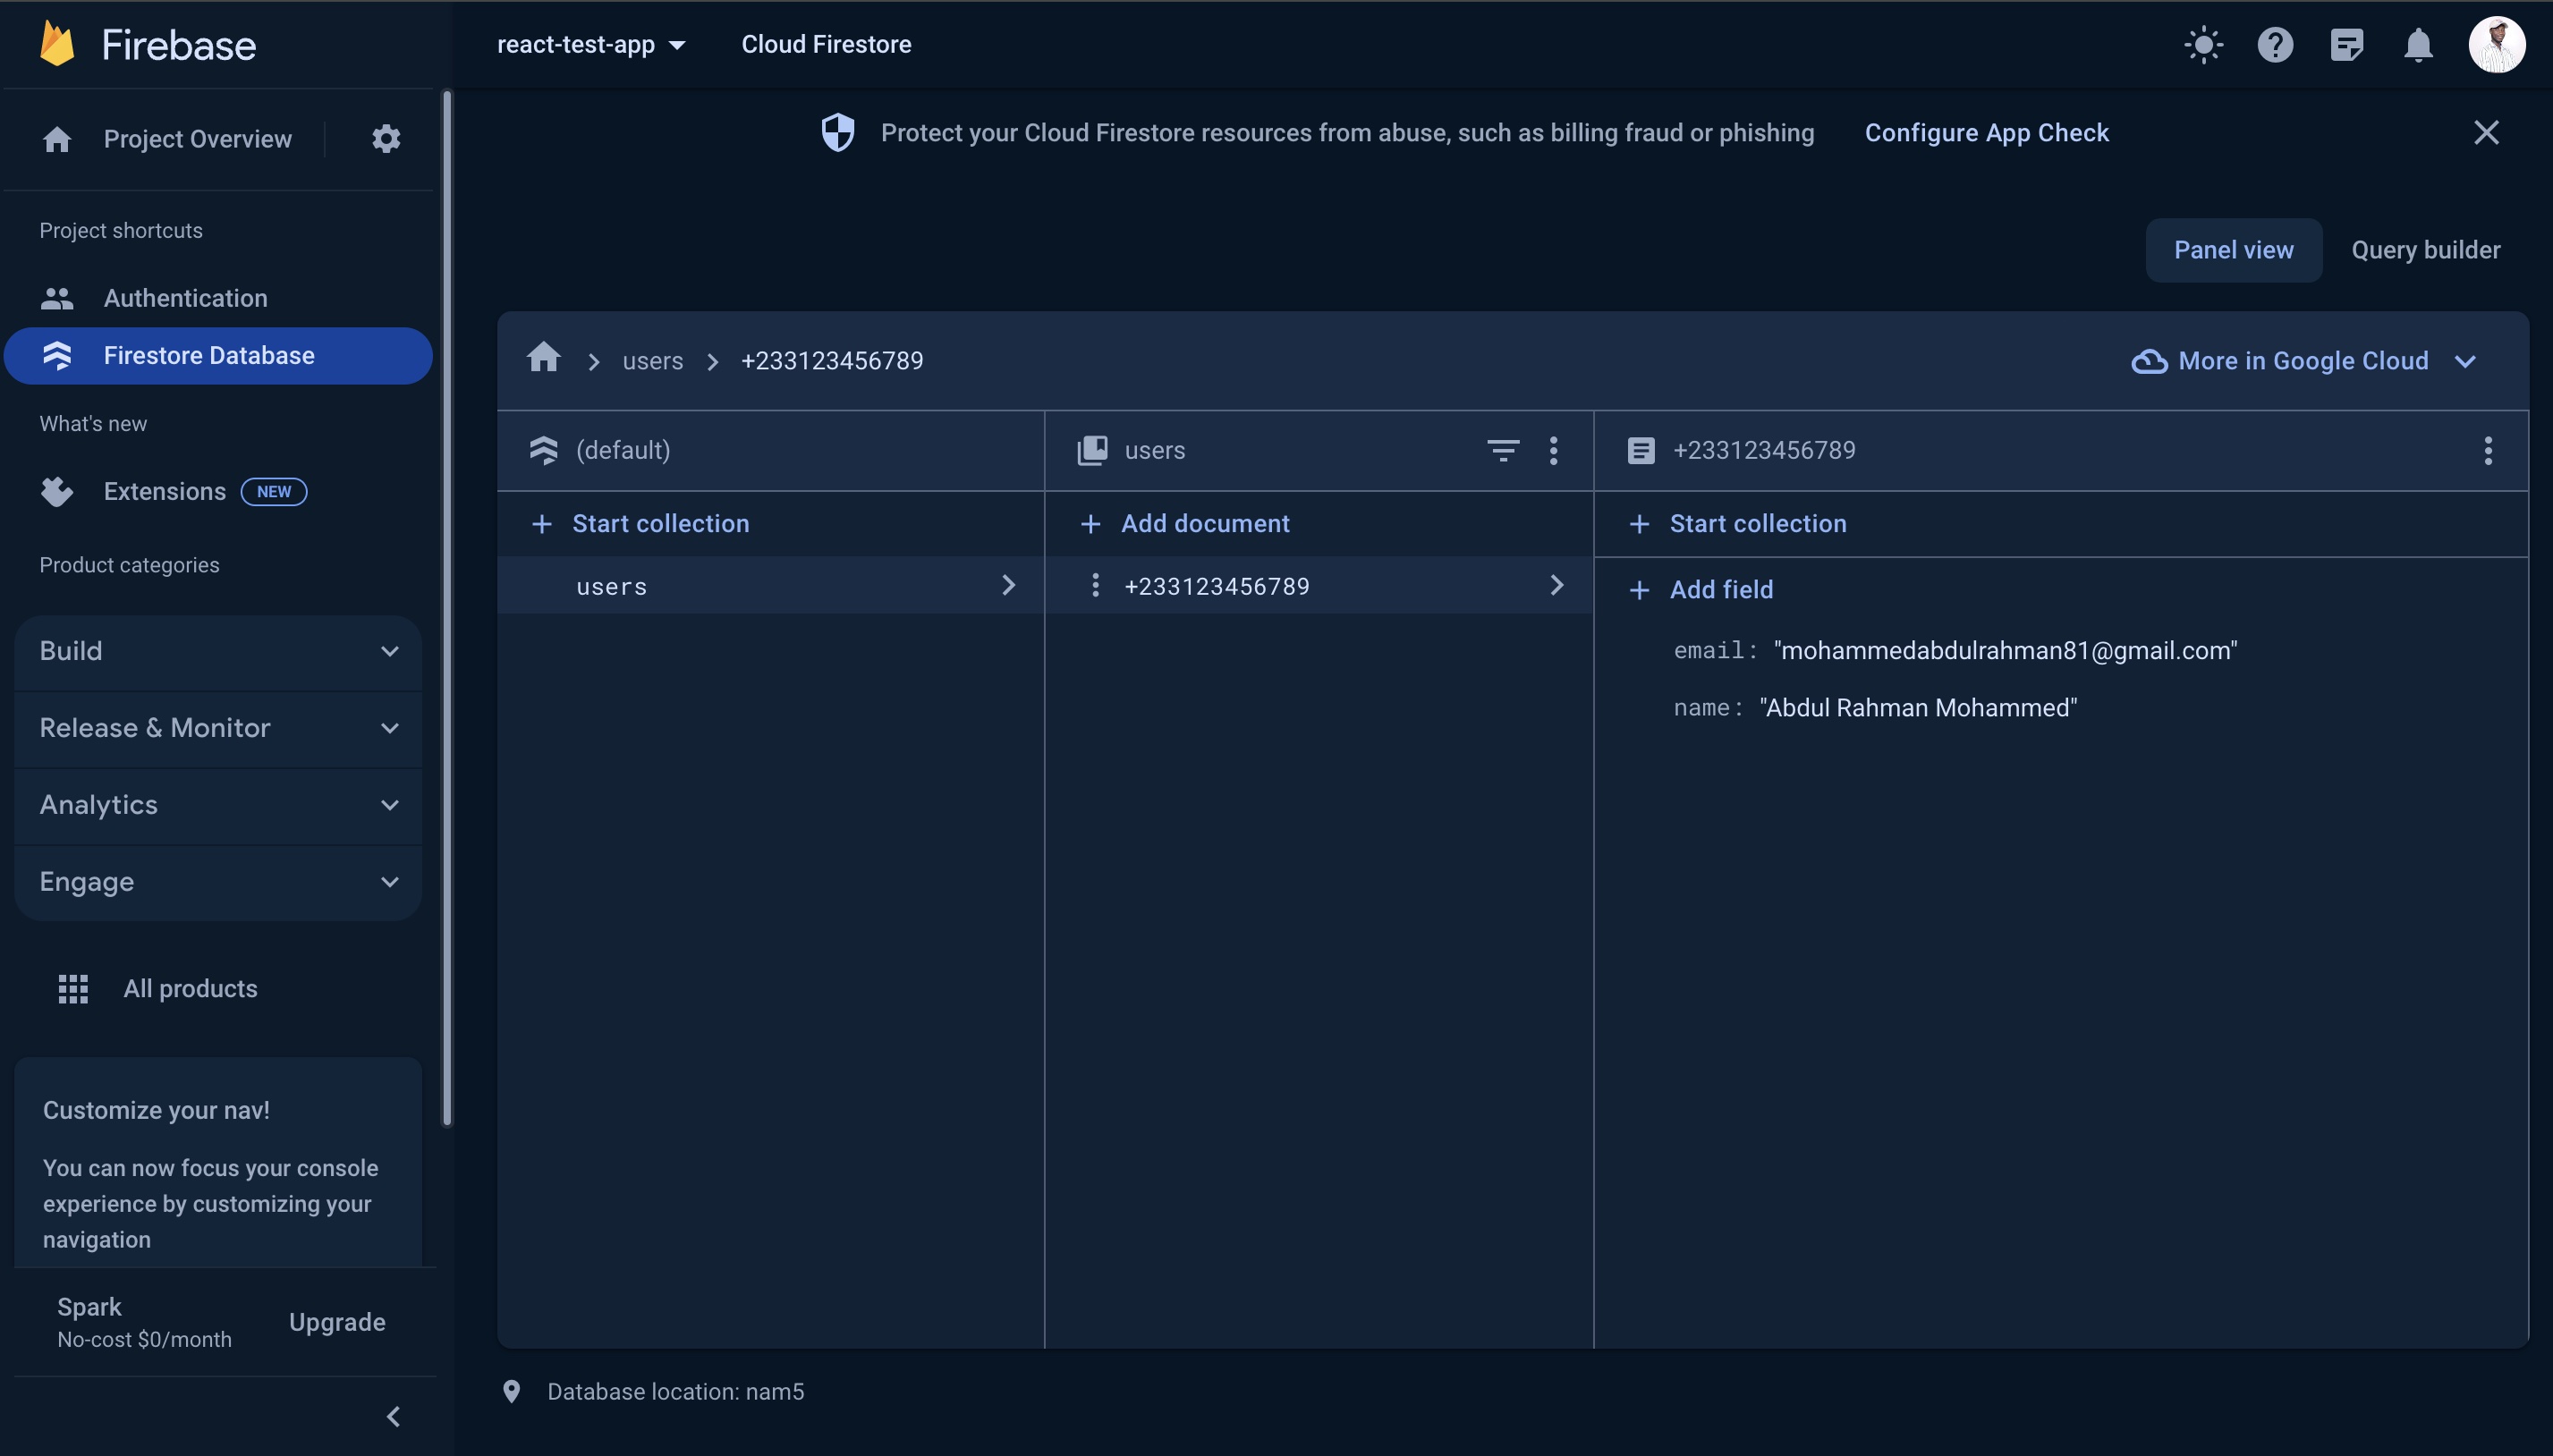 Firebase
react-test-app
Cloud Firestore
Project Overview
Protect your Cloud Firestore resources from abuse, such as billing fraud or phishing
Configure App Check
Project shortcuts
Authentication
Firestore Database
What's new
Extensions
NEW
Product categories
Build
Release & Monitor
Analytics
Engage
All products
Customize your nav!
You can now focus your console
experience by customizing your
navigation
Spark
No-cost $0/month
Upgrade
Panel view
Query builder
users
+233123456789
More in Google Cloud
(default)
users
+233123456789
Start collection
Add document
Start collection
users
+233123456789
Add field
email: "mohammedabdulrahman81@gmail.com"
name: "Abdul Rahman Mohammed"
Database location: nam5